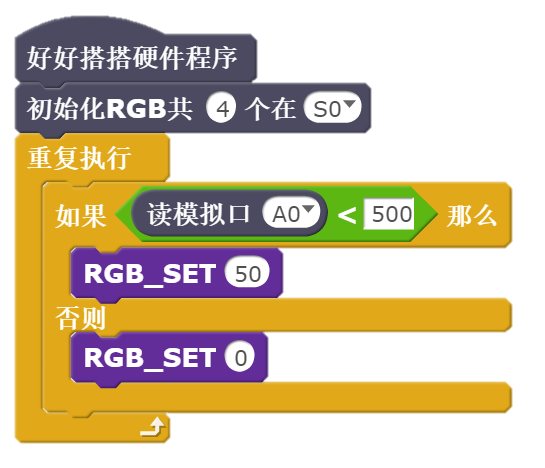 好好搭搭硬件程序
初始化RGB共 4 个在 S0
重复执行
如果 读模拟口 A0 < 500 那么
RGB_SET 50
否则
RGB_SET 0